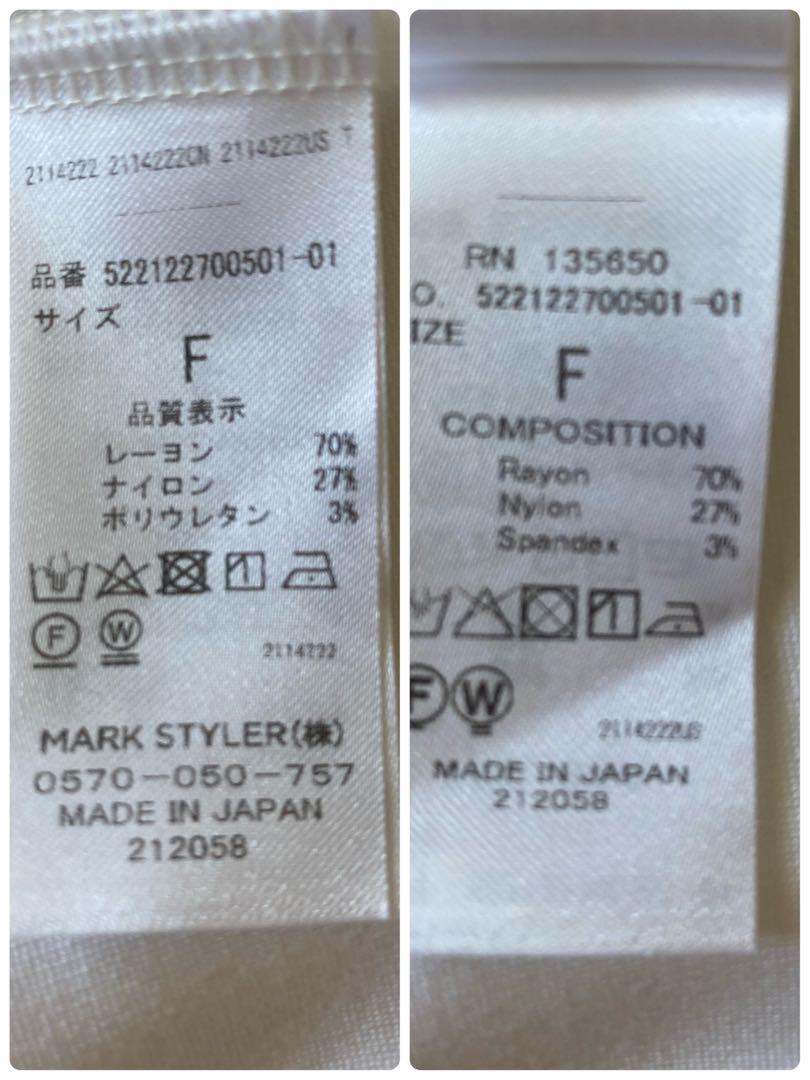 2114222 2114222CN 2114222US T
品番 522122700501-01
サイズ
F
品質表示
レーヨン 70%
ナイロン 27%
ポリウレタン 3%
F W
2114222
MARK STYLER(株)
0570-050-757
MADE IN JAPAN
212058
RN 135650
O. 522122700501-01
IZE
F
COMPOSITION
Rayon 70%
Nylon 27%
Spandex 3%
F W
2114222US
MADE IN JAPAN
212058